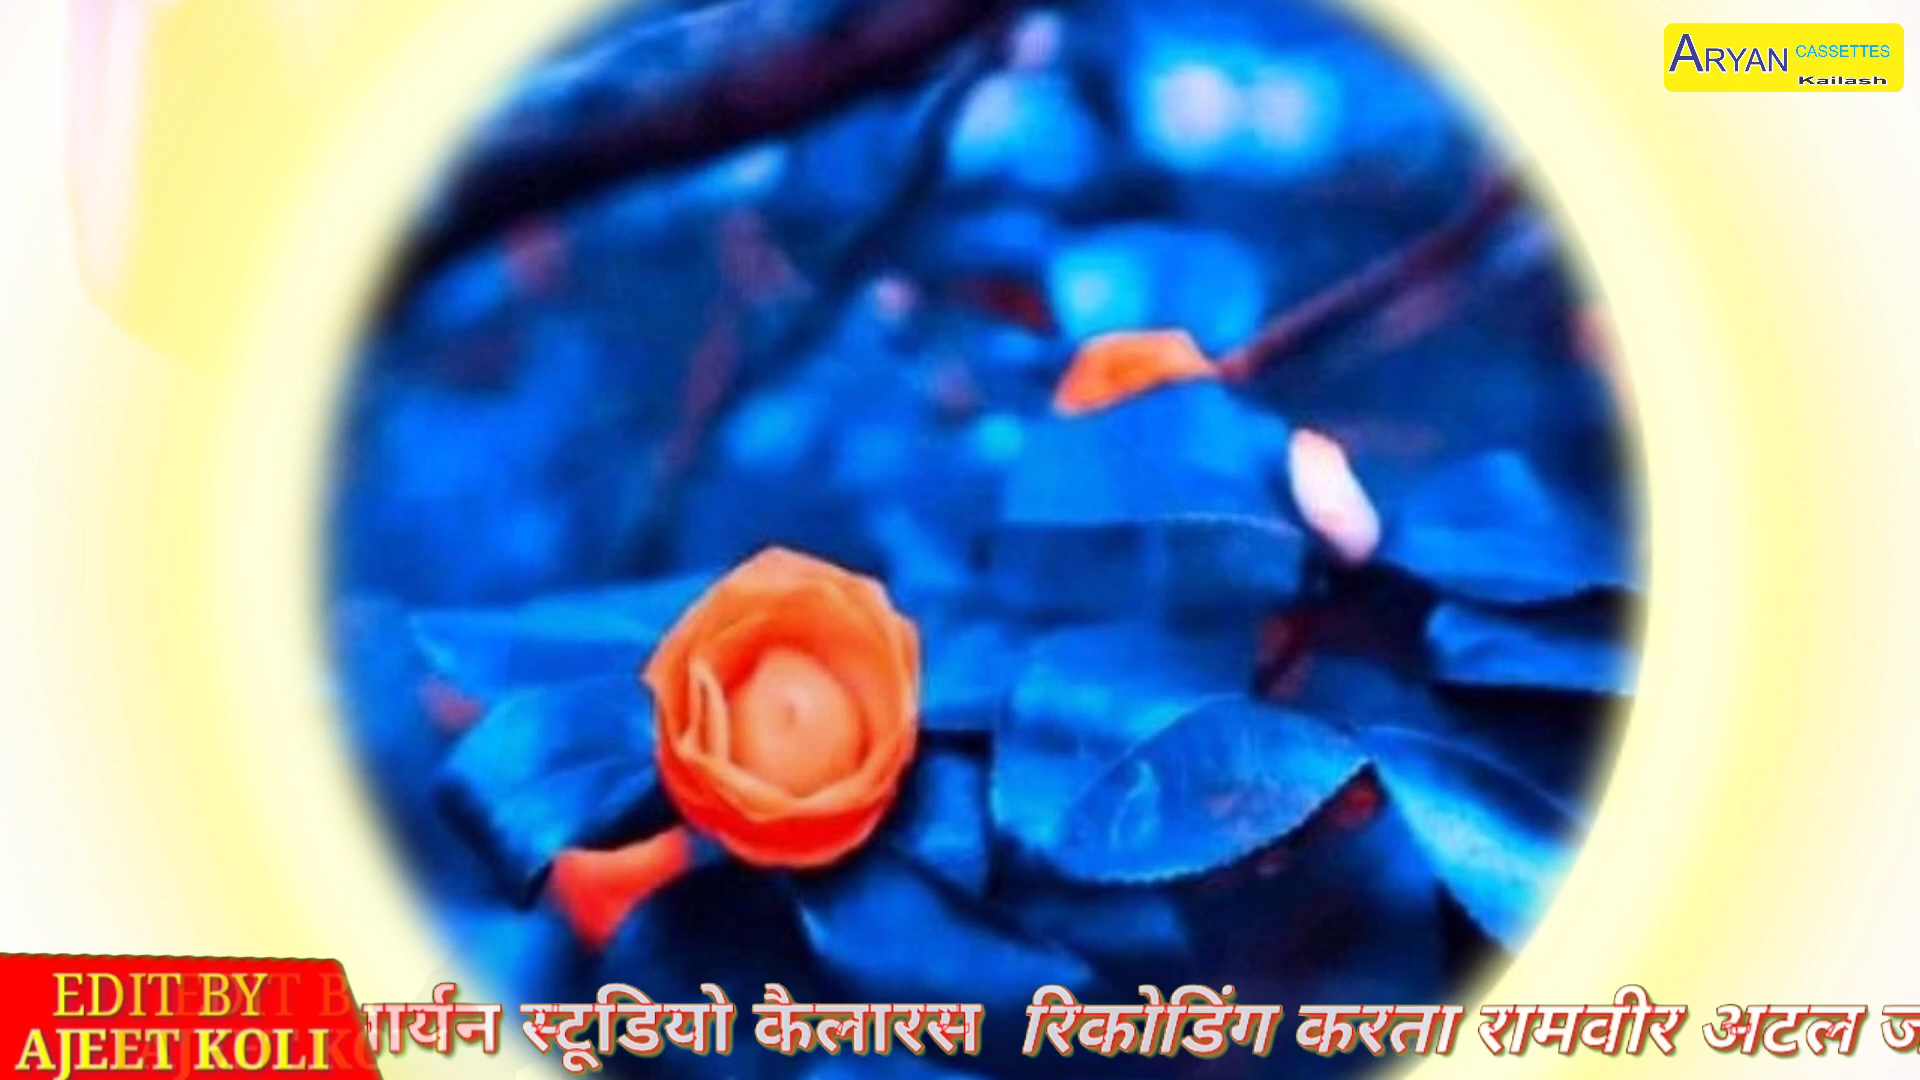 ARYAN CASSETTES
Kailash
EDIT BY
AJEET KOLI
स्टूडियो कैलारस रिकोडिंग करता रामवीर अटल